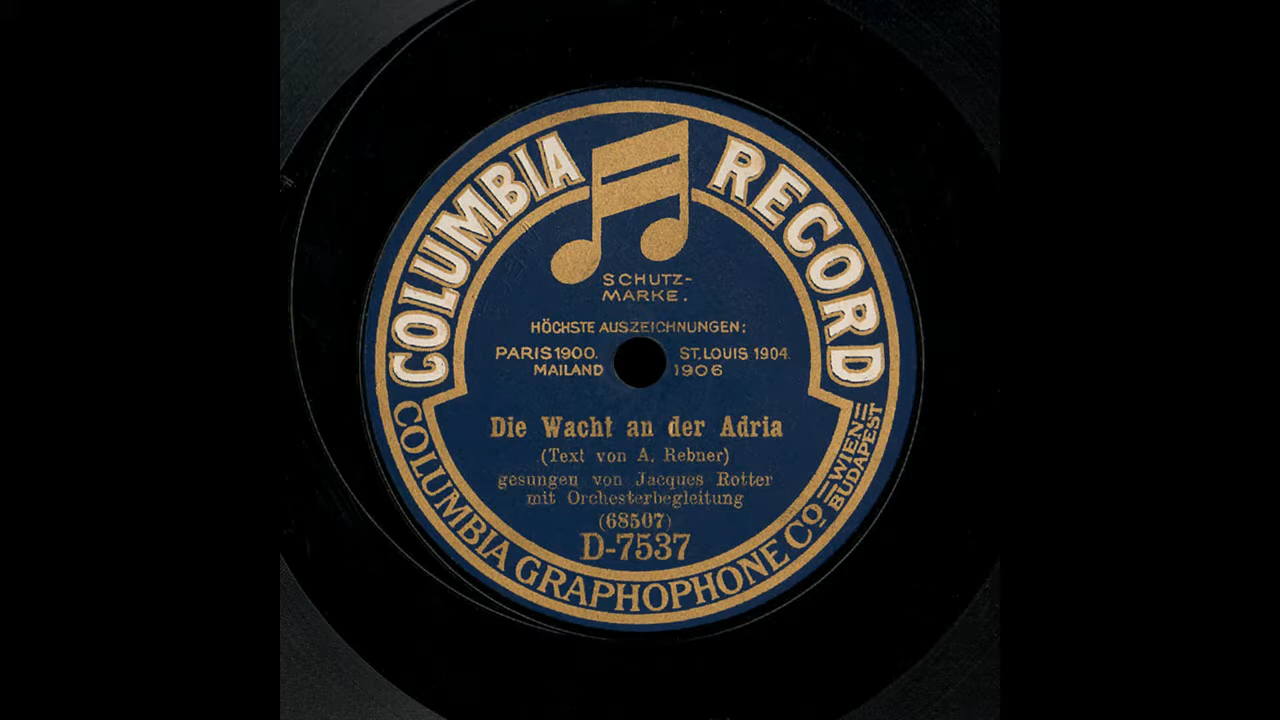 COLUMBIA RECORD
SCHUTZ-
MARKE.
HÖCHSTE AUSZEICHNUNGEN:
PARIS 1900. ST. LOUIS 1904.
MAILAND 1906
Die Wacht an der Adria
(Text von A. Rebner)
gesungen von Jacques Rotter
mit Orchesterbegleitung
(68507)
D-7537
COLUMBIA GRAPHOPHONE Co
WIEN
BUDAPEST